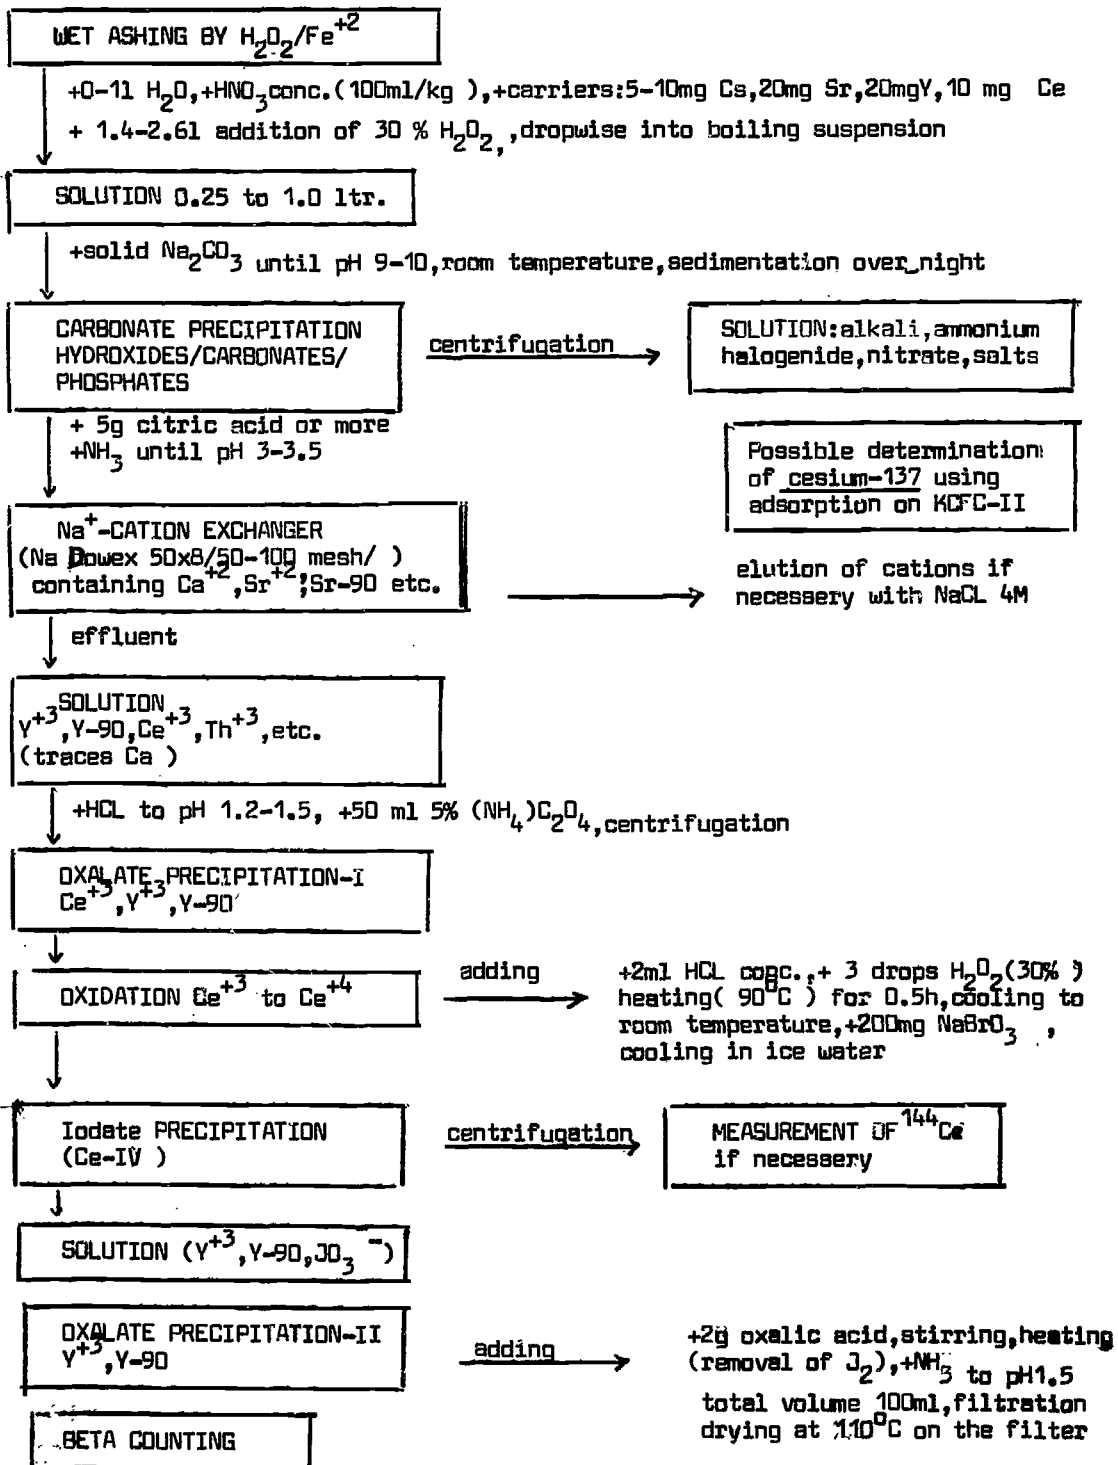 WET ASHING BY H2O2/Fe+2
+0-1l H2O,+HNO3conc.(100ml/kg ),+carriers:5-10mg Cs,20mg Sr,20mgY,10 mg Ce
+ 1.4-2.6l addition of 30 % H2O2,,dropwise into boiling suspension
SOLUTION 0.25 to 1.0 ltr.
+solid Na2CO3 until pH 9-10,room temperature,sedimentation over_night
CARBONATE PRECIPITATION
HYDROXIDES/CARBONATES/
PHOSPHATES
centrifugation
SOLUTION:alkali,ammonium
halogenide,nitrate,salts
+ 5g citric acid or more
+NH3 until pH 3-3.5
Possible determination
of cesium-137 using
adsorption on KCFC-II
Na+-CATION EXCHANGER
(Na Dowex 50x8/50-100 mesh/ )
containing Ca+2,Sr+2;Sr-90 etc.
elution of cations if
necessery with NaCL 4M
effluent
SOLUTION
Y+3,Y-90,Ce+3,Th+3,etc.
(traces Ca )
+HCL to pH 1.2-1.5, +50 ml 5% (NH4)C2O4,centrifugation
OXALATE PRECIPITATION-I
Ce+3,Y+3,Y-90
OXIDATION Ce+3 to Ce+4
adding
+2ml HCL conc.,+ 3 drops H2O2(30% )
heating( 90°C ) for 0.5h,cooling to
room temperature,+200mg NaBrO3 ,
cooling in ice water
Iodate PRECIPITATION
(Ce-IV )
centrifugation
MEASUREMENT OF 144Ce
if necessery
SOLUTION (Y+3,Y-90,JO3-)
OXALATE PRECIPITATION-II
Y+3,Y-90
adding
+2g oxalic acid,stirring,heating
(removal of J2),+NH3 to pH1.5
total volume 100ml,filtration
drying at 110°C on the filter
BETA COUNTING